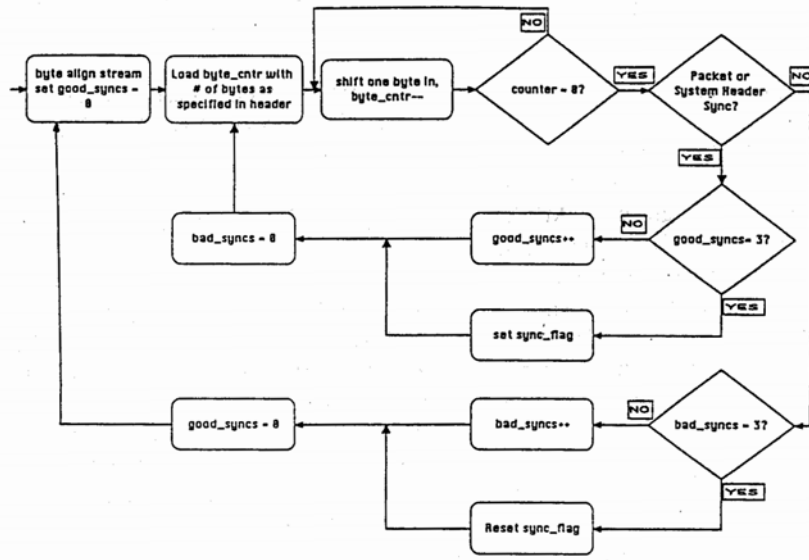 NO
byte align stream
set good_syncs =
0
Load byte_cntr with
# of bytes as
specified in header
shift one byte in,
byte_cntr--
counter = 0?
YES
Packet or
System Header
Sync?
NO
YES
bad_syncs = 0
good_syncs++
NO
good_syncs= 3?
YES
set sync_flag
good_syncs = 0
bad_syncs++
NO
bad_syncs = 3?
YES
Reset sync_flag